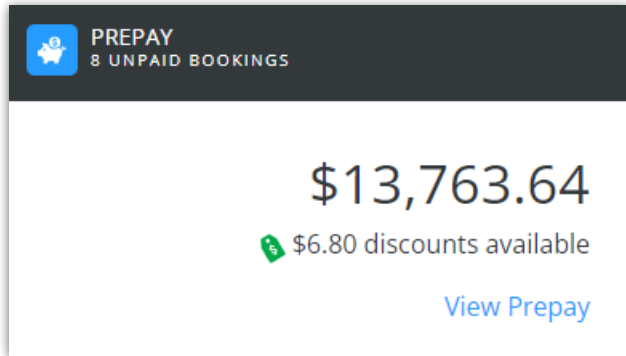 PREPAY
8 UNPAID BOOKINGS
$13,763.64
$6.80 discounts available
View Prepay